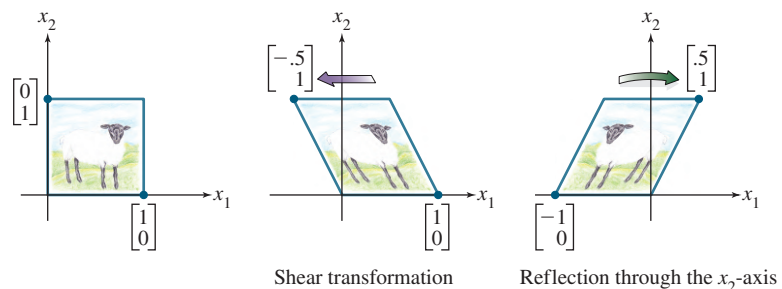 x2
x2
x2
[-.5 1]
[.5 1]
[0 1]
x1
x1
x1
[1 0]
[1 0]
[-1 0]
Shear transformation
Reflection through the x2-axis